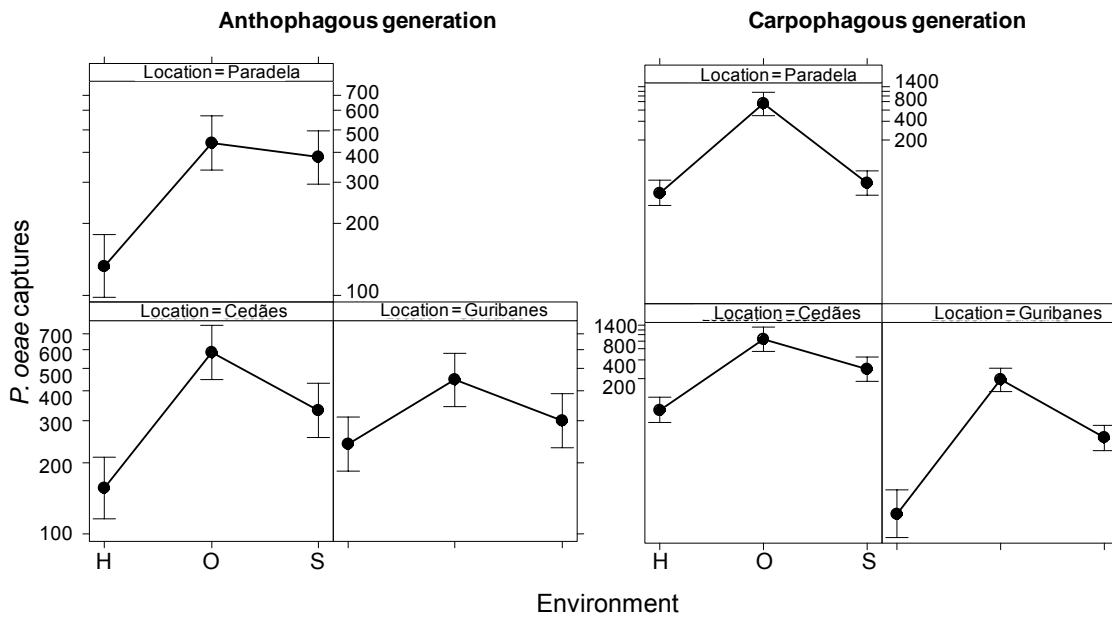 Anthophagous generation
Carpophagous generation
Location = Paradela
700
600
500
400
300
200
100
Location = Paradela
1400
800
400
200
P. oeae captures
Location = Cedães
Location = Guribanes
700
600
500
400
300
200
100
Location = Cedães
Location = Guribanes
1400
800
400
200
H O S
H O S
Environment